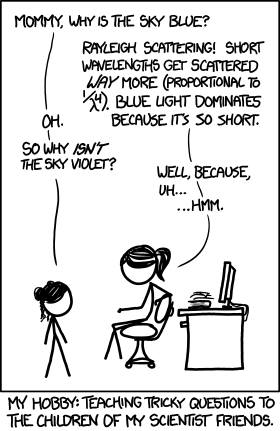 MOMMY, WHY IS THE SKY BLUE?
RAYLEIGH SCATTERING! SHORT
WAVELENGTHS GET SCATTERED
WAY MORE (PROPORTIONAL TO
1/λ⁴). BLUE LIGHT DOMINATES
BECAUSE IT'S SO SHORT.
OH.
SO WHY ISN'T
THE SKY VIOLET?
WELL, BECAUSE,
UH...
...HMM.
MY HOBBY: TEACHING TRICKY QUESTIONS TO
THE CHILDREN OF MY SCIENTIST FRIENDS.